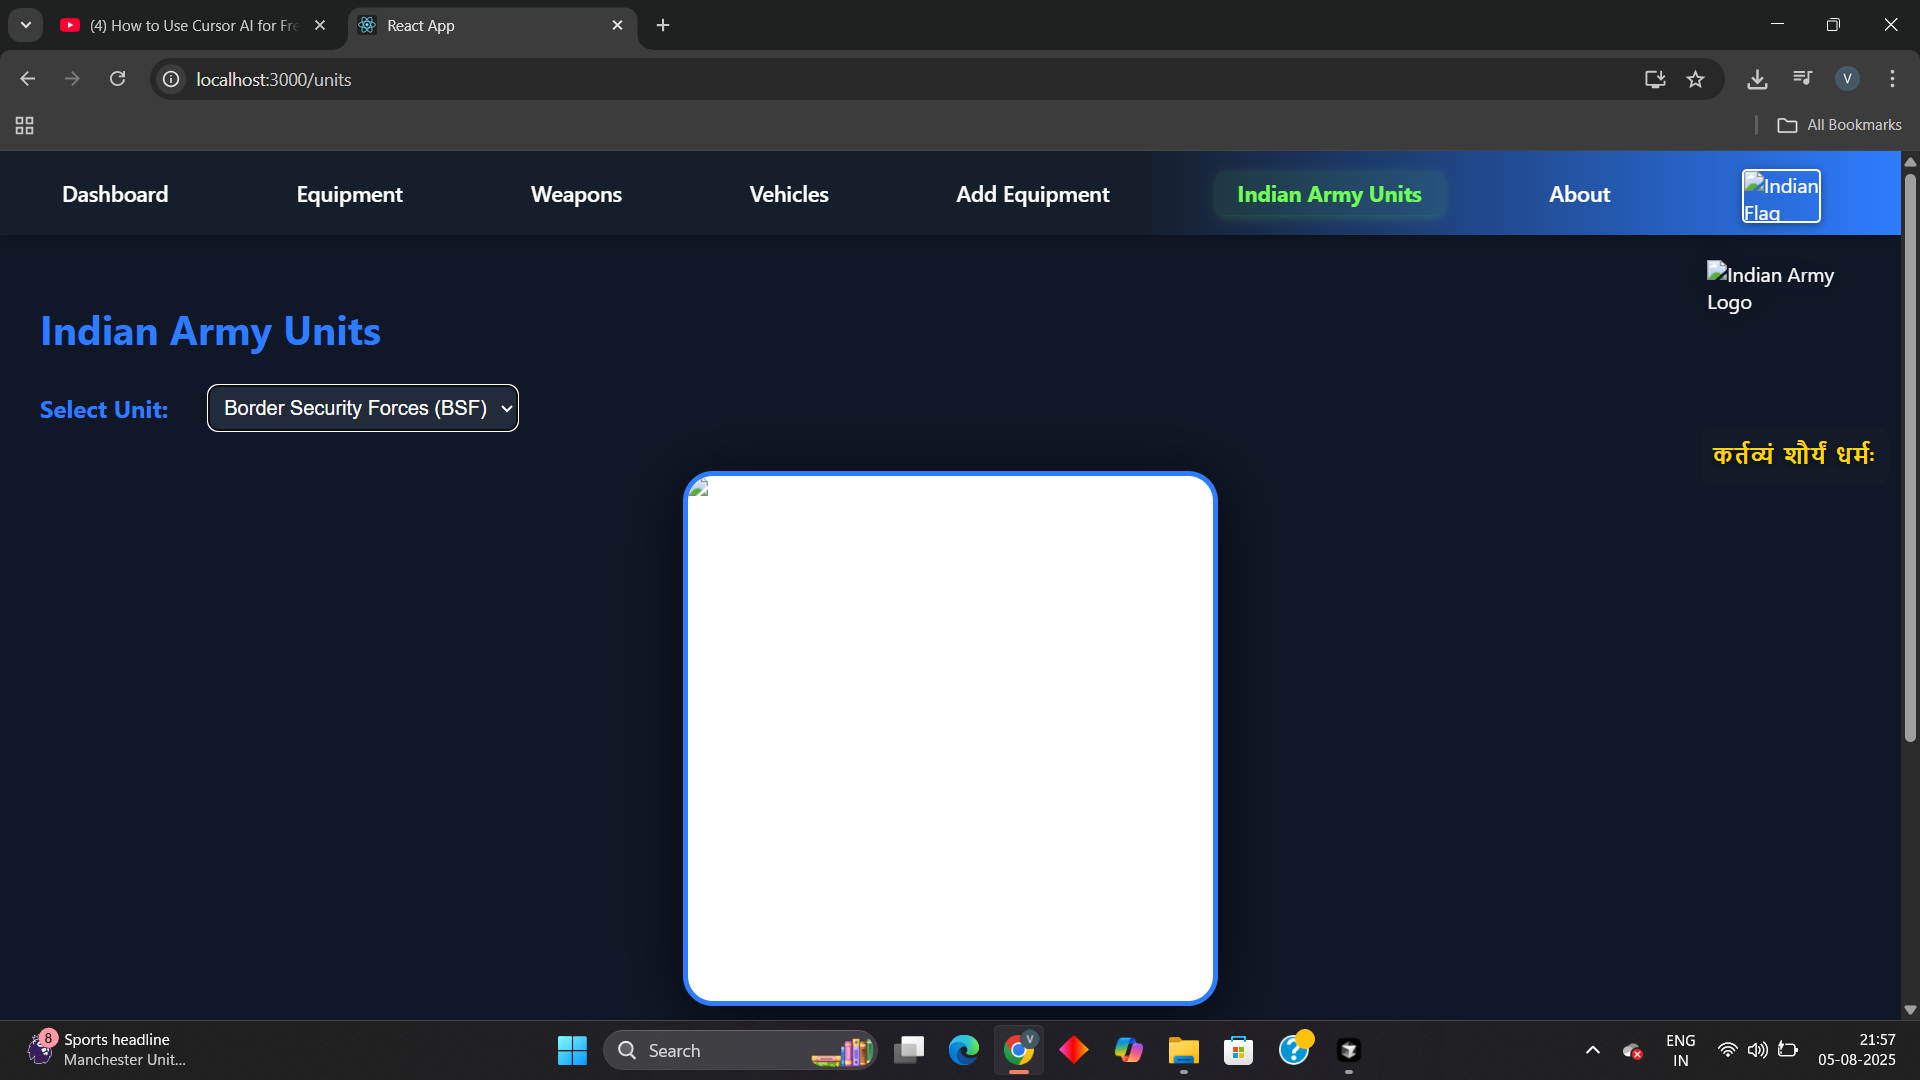 (4) How to Use Cursor AI for Fre
React App
localhost:3000/units
V
All Bookmarks
Dashboard
Equipment
Weapons
Vehicles
Add Equipment
Indian Army Units
About
Indian
Flag
Indian Army
Logo
Indian Army Units
Select Unit:
Border Security Forces (BSF)
कर्तव्यं शौर्यं धर्मः
8
Sports headline
Manchester Unit...
Search
V
ENG
IN
21:57
05-08-2025